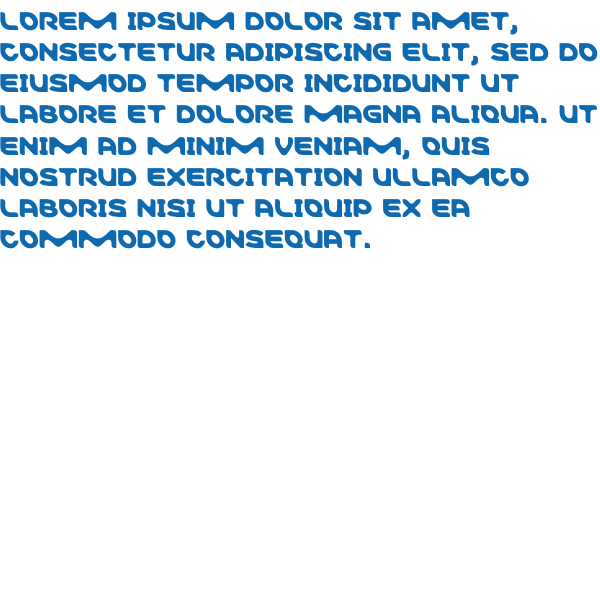 LOREM IPSUM DOLOR SIT AMET,
CONSECTETUR ADIPISCING ELIT, SED DO
EIUSMOD TEMPOR INCIDIDUNT UT
LABORE ET DOLORE MAGNA ALIQUA. UT
ENIM AD MINIM VENIAM, QUIS
NOSTRUD EXERCITATION ULLAMCO
LABORIS NISI UT ALIQUIP EX EA
COMMODO CONSEQUAT.